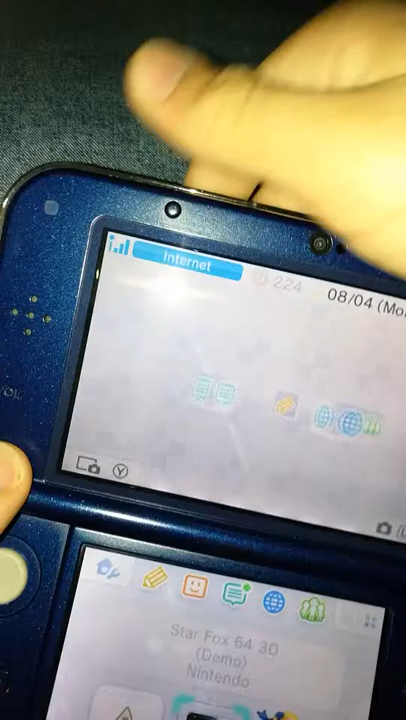 Internet
224
08/04 (Mo
Y
Star Fox 64 3D
(Demo)
Nintendo